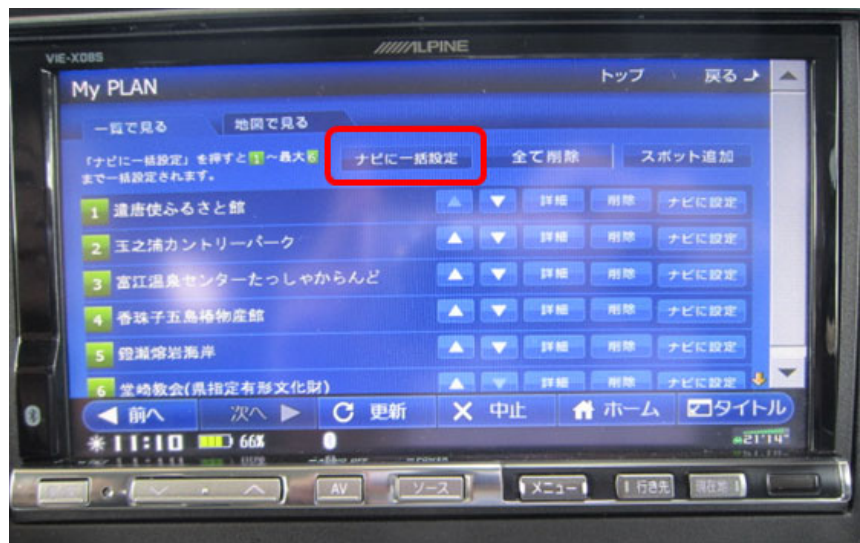 VIE-X085
ALPINE
My PLAN
トップ 戻る
一覧で見る 地図で見る
「ナビに一括設定」を押すと1～最大6
まで一括設定されます。
ナビに一括設定 全て削除 スポット追加
1 遣唐使ふるさと館 詳細 削除 ナビに設定
2 玉之浦カントリーパーク 詳細 削除 ナビに設定
3 富江温泉センターたっしゃかランド 詳細 削除 ナビに設定
4 香珠子五島椿物産館 詳細 削除 ナビに設定
5 鐙瀬熔岩海岸 詳細 削除 ナビに設定
6 堂崎教会(県指定有形文化財) 詳細 削除 ナビに設定
前へ 次へ 更新 中止 ホーム タイトル
11:10 66% 21'14"
AV ソース メニュー 行き先 現在地